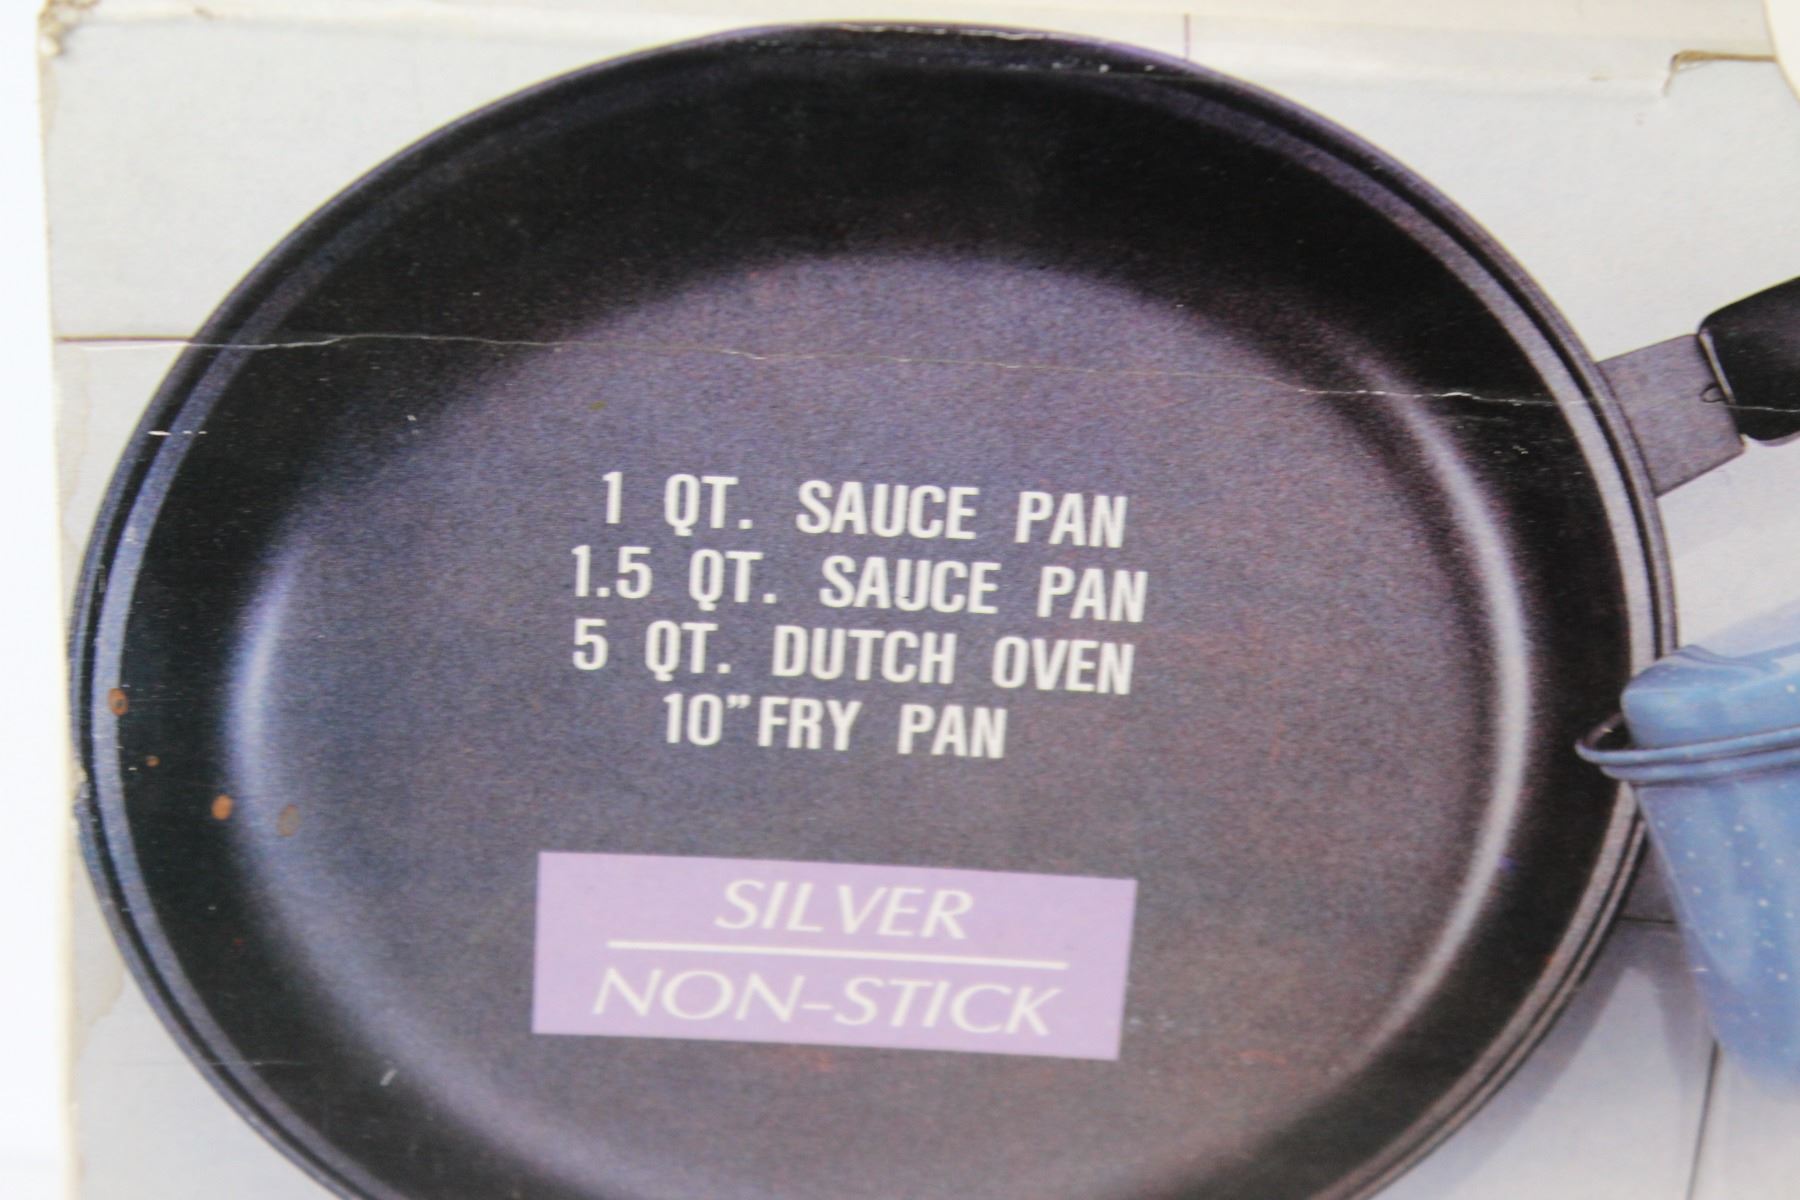 1 QT. SAUCE PAN
1.5 QT. SAUCE PAN
5 QT. DUTCH OVEN
10" FRY PAN
SILVER
NON-STICK